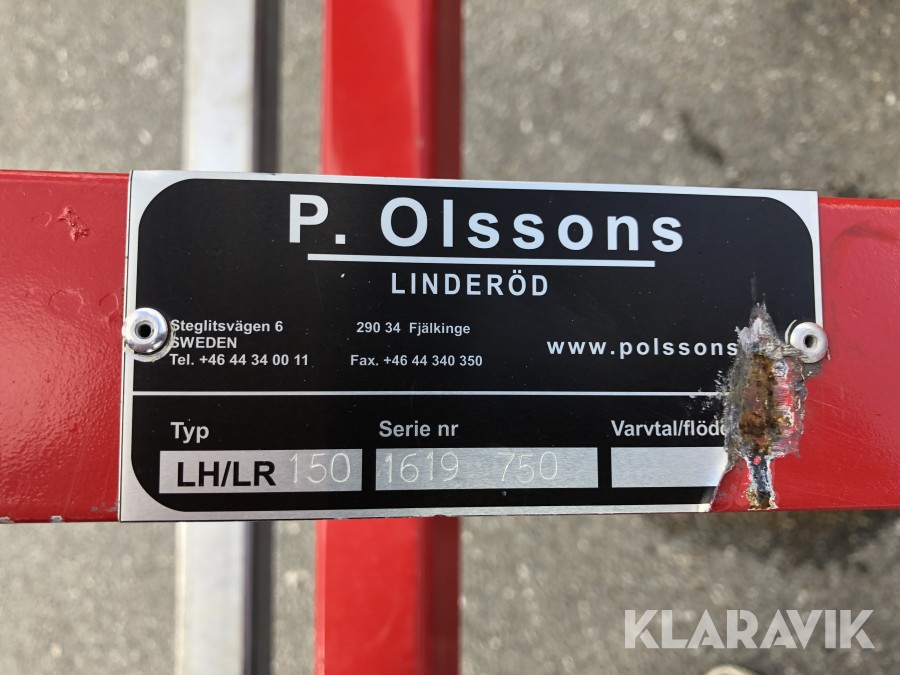 P. Olssons
LINDERÖD
Steglitsvägen 6 290 34 Fjälkinge
SWEDEN
Tel. +46 44 34 00 11 Fax. +46 44 340 350
www.polssons
Typ Serie nr Varvtal/flöde
LH/LR 150 1619 750
KLARAVIK